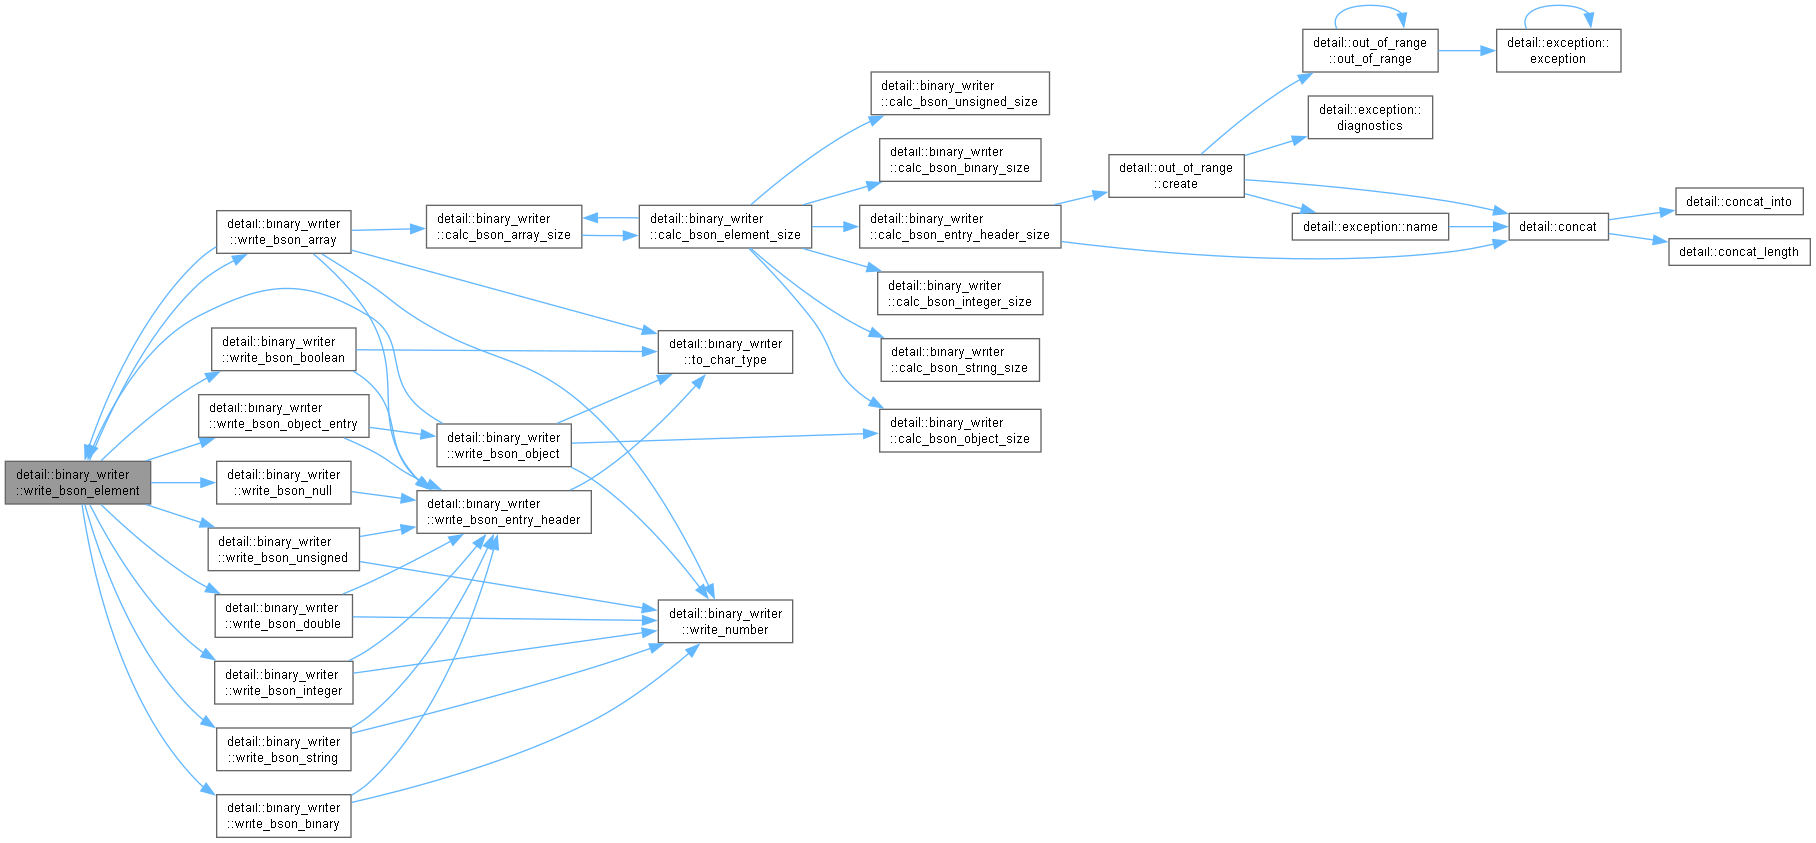 detail::out_of_range
::out_of_range
detail::exception::
exception
detail::binary_writer
::calc_bson_unsigned_size
detail::exception::
diagnostics
detail::binary_writer
::calc_bson_binary_size
detail::out_of_range
::create
detail::concat_into
detail::binary_writer
::write_bson_array
detail::binary_writer
::calc_bson_array_size
detail::binary_writer
::calc_bson_element_size
detail::binary_writer
::calc_bson_entry_header_size
detail::exception::name
detail::concat
detail::concat_length
detail::binary_writer
::calc_bson_integer_size
detail::binary_writer
::write_bson_boolean
detail::binary_writer
::to_char_type
detail::binary_writer
::calc_bson_string_size
detail::binary_writer
::write_bson_object_entry
detail::binary_writer
::write_bson_object
detail::binary_writer
::calc_bson_object_size
detail::binary_writer
::write_bson_element
detail::binary_writer
::write_bson_null
detail::binary_writer
::write_bson_entry_header
detail::binary_writer
::write_bson_unsigned
detail::binary_writer
::write_bson_double
detail::binary_writer
::write_number
detail::binary_writer
::write_bson_integer
detail::binary_writer
::write_bson_string
detail::binary_writer
::write_bson_binary